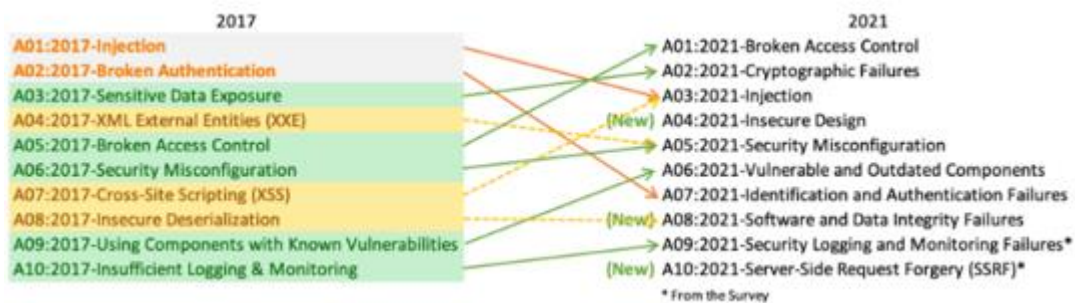 2017
A01:2017-Injection
A02:2017-Broken Authentication
A03:2017-Sensitive Data Exposure
A04:2017-XML External Entities (XXE)
A05:2017-Broken Access Control
A06:2017-Security Misconfiguration
A07:2017-Cross-Site Scripting (XSS)
A08:2017-Insecure Deserialization
A09:2017-Using Components with Known Vulnerabilities
A10:2017-Insufficient Logging & Monitoring
2021
A01:2021-Broken Access Control
A02:2021-Cryptographic Failures
A03:2021-Injection
(New) A04:2021-Insecure Design
A05:2021-Security Misconfiguration
A06:2021-Vulnerable and Outdated Components
A07:2021-Identification and Authentication Failures
(New) A08:2021-Software and Data Integrity Failures
A09:2021-Security Logging and Monitoring Failures*
(New) A10:2021-Server-Side Request Forgery (SSRF)*
* From the Survey